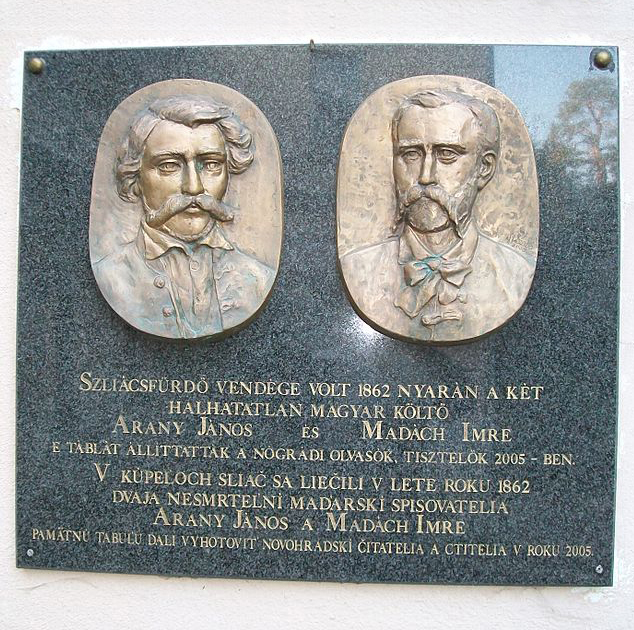 SZLIÁCSFÜRDŐ VENDÉGE VOLT 1862 NYARÁN A KÉT
HALHATATLAN MAGYAR KÖLTŐ
ARANY JÁNOS ÉS MADÁCH IMRE
E TÁBLÁT ÁLLÍTTATTÁK A NÓGRÁDI OLVASÓK, TISZTELŐK 2005 - BEN.
V KÚPEĽOCH SLIAČ SA LIEČILI V LETE ROKU 1862
DVAJA NESMRTEĽNÍ MAĎARSKÍ SPISOVATELIA
ARANY JÁNOS A MADÁCH IMRE
PAMÄTNÚ TABUĽU DALI VYHOTOVIŤ NOVOHRADSKÍ ČITATELIA A CTITELIA V ROKU 2005.